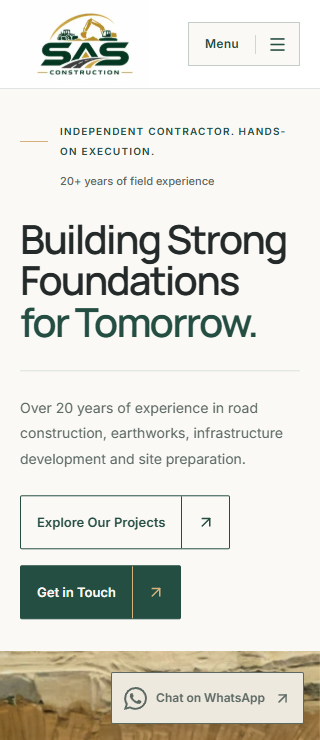 SAS
CONSTRUCTION
Menu
INDEPENDENT CONTRACTOR. HANDS-
ON EXECUTION.
20+ years of field experience
Building Strong
Foundations
for Tomorrow.
Over 20 years of experience in road
construction, earthworks, infrastructure
development and site preparation.
Explore Our Projects
Get in Touch
Chat on WhatsApp